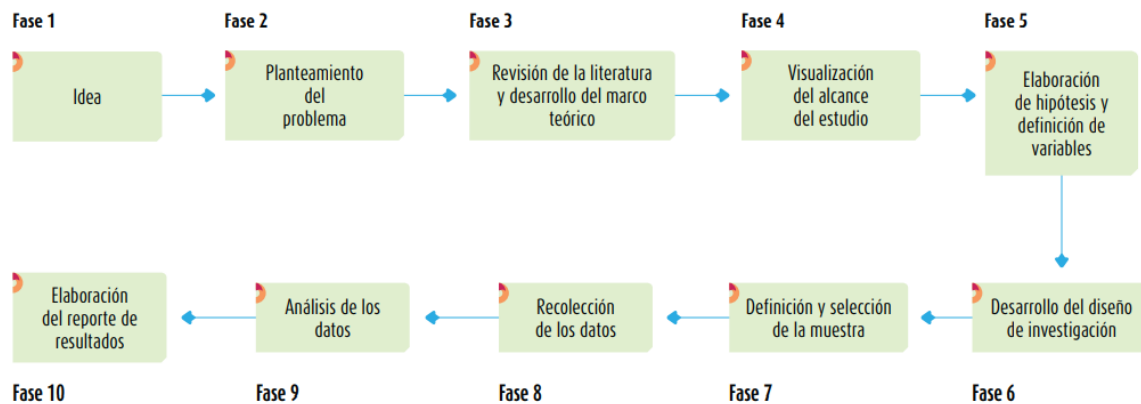 Fase 1
Idea
Fase 2
Planteamiento
del
problema
Fase 3
Revisión de la literatura
y desarrollo del marco
teórico
Fase 4
Visualización
del alcance
del estudio
Fase 5
Elaboración
de hipótesis y
definición de
variables
Desarrollo del diseño
de investigación
Fase 6
Definición y selección
de la muestra
Fase 7
Recolección
de los datos
Fase 8
Análisis de los
datos
Fase 9
Elaboración
del reporte de
resultados
Fase 10